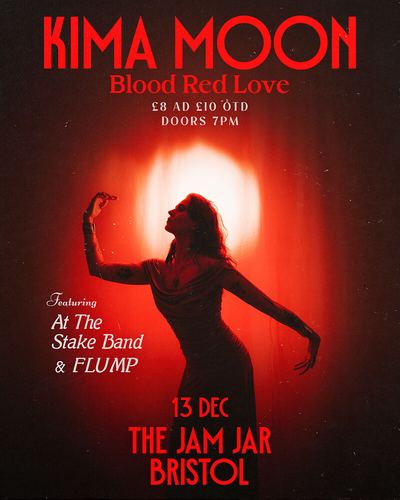 KIMA MOON
Blood Red Love
£8 AD £10 OTD
DOORS 7PM
Featuring
At The
Stake Band
& FLUMP
13 DEC
THE JAM JAR
BRISTOL